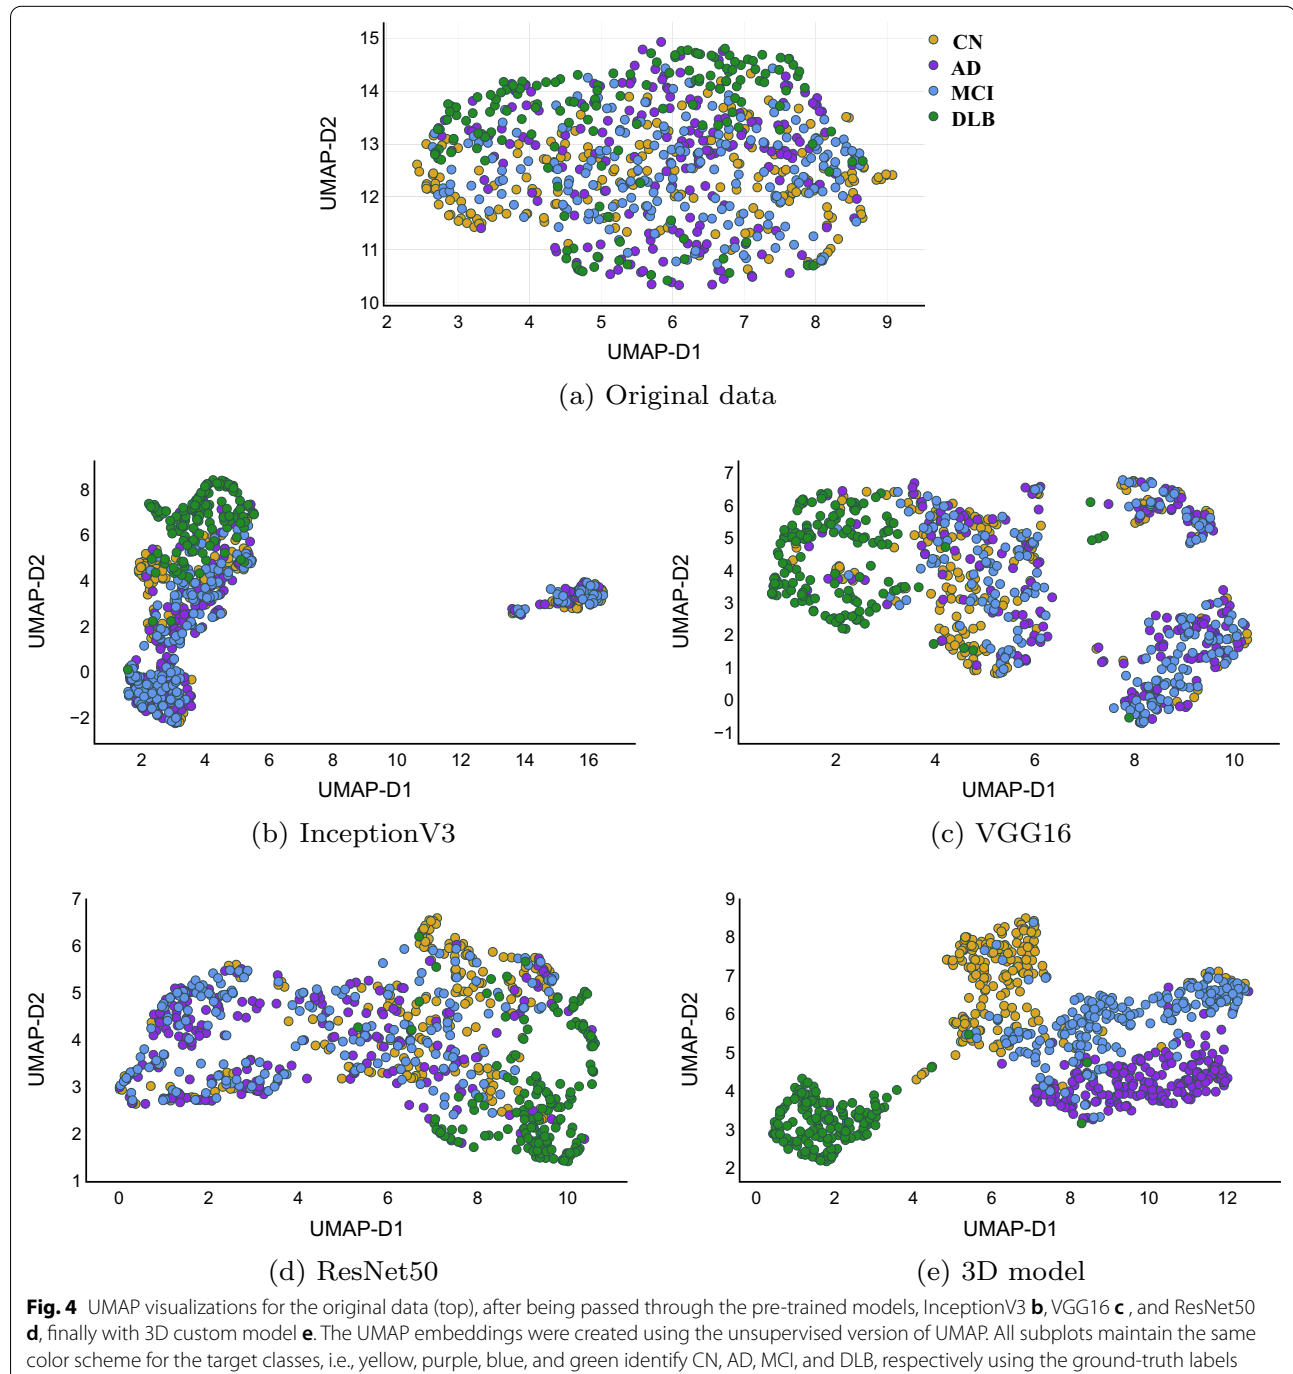 15
14
13
12
11
10
2 3 4 5 6 7 8 9
UMAP-D2
UMAP-D1
CN
AD
MCI
DLB
(a) Original data
8
6
4
2
0
−2
2 4 6 8 10 12 14 16
UMAP-D2
UMAP-D1
(b) InceptionV3
7
6
5
4
3
2
1
0
−1
2 4 6 8 10
UMAP-D2
UMAP-D1
(c) VGG16
7
6
5
4
3
2
1
0 2 4 6 8 10
UMAP-D2
UMAP-D1
(d) ResNet50
9
8
7
6
5
4
3
2
0 2 4 6 8 10 12
UMAP-D2
UMAP-D1
(e) 3D model
Fig. 4 UMAP visualizations for the original data (top), after being passed through the pre-trained models, InceptionV3 b, VGG16 c , and ResNet50
d, finally with 3D custom model e. The UMAP embeddings were created using the unsupervised version of UMAP. All subplots maintain the same
color scheme for the target classes, i.e., yellow, purple, blue, and green identify CN, AD, MCI, and DLB, respectively using the ground-truth labels